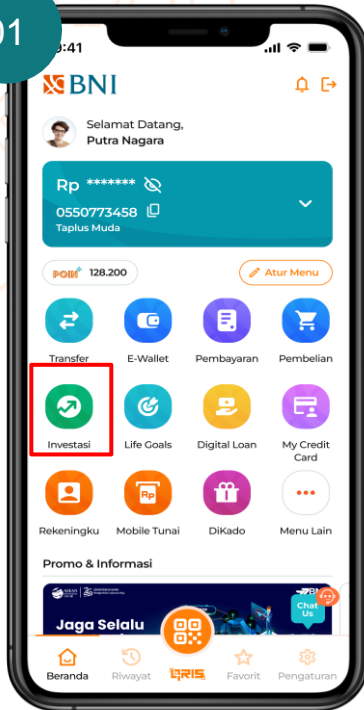 01
9:41
BNI
Selamat Datang,
Putra Nagara
Rp *******
0550773458
Taplus Muda
POIN+ 128.200
Atur Menu
Transfer
E-Wallet
Pembayaran
Pembelian
Investasi
Life Goals
Digital Loan
My Credit
Card
Rp
Rekeningku
Mobile Tunai
DiKado
Menu Lain
Promo & Informasi
BNI
Jaga Selalu
Chat
Us
Beranda
Riwayat
QRIS
Favorit
Pengaturan